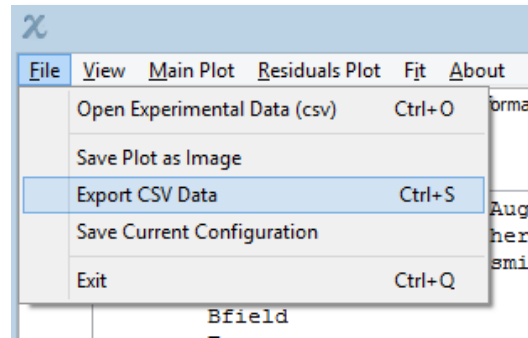 χ
File View Main Plot Residuals Plot Fit About
Open Experimental Data (csv) Ctrl+O
Save Plot as Image
Export CSV Data Ctrl+S
Save Current Configuration
Exit Ctrl+Q
Bfield